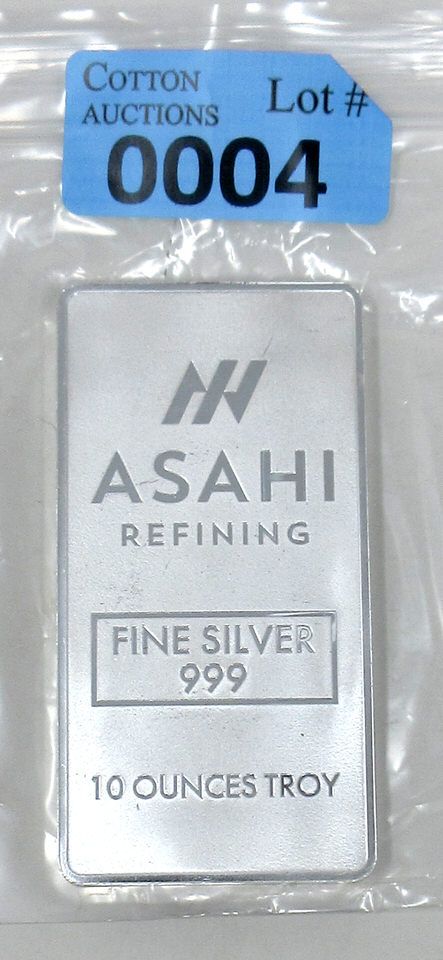 COTTON
AUCTIONS
Lot #
0004
ASAHI
REFINING
FINE SILVER
999
10 OUNCES TROY